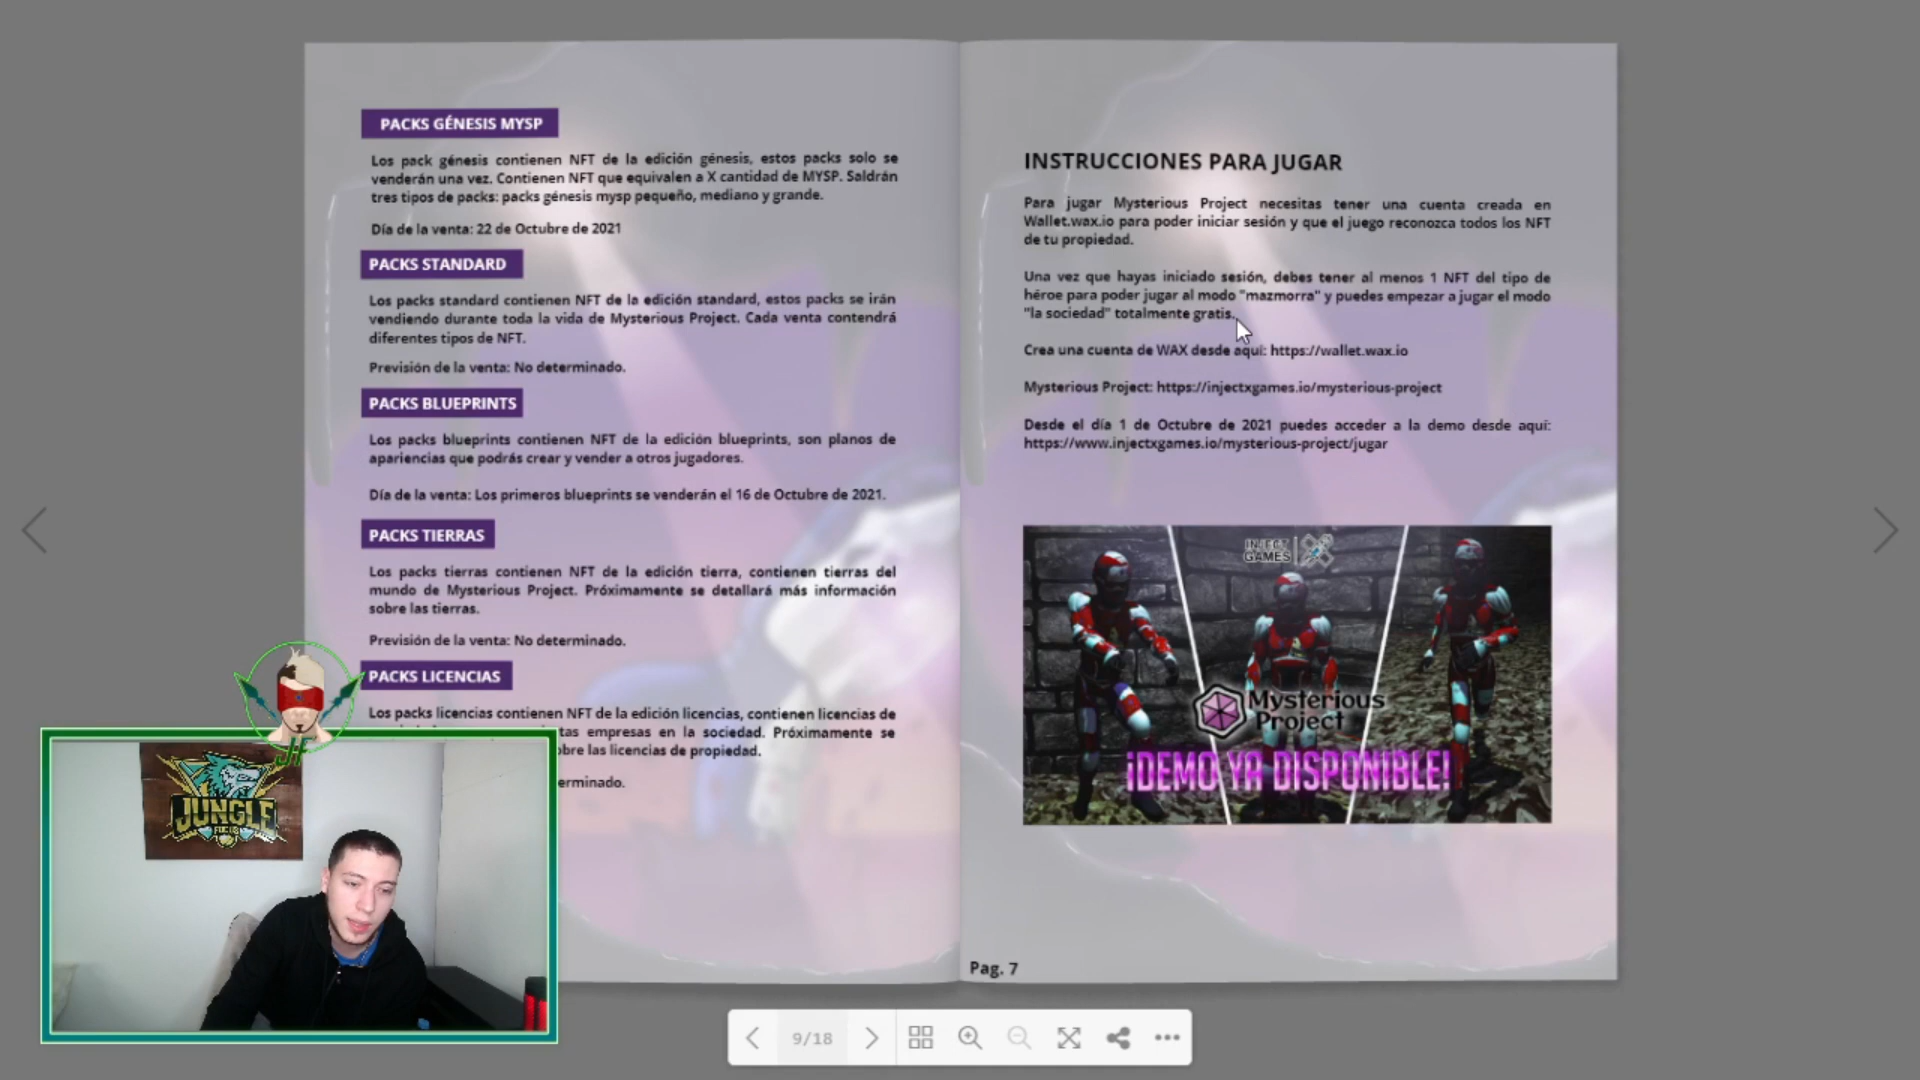 PACKS GÉNESIS MYSP
Los pack génesis contienen NFT de la edición génesis, estos packs solo se
venderán una vez. Contienen NFT que equivalen a X cantidad de MYSP. Saldrán
tres tipos de packs: packs génesis mysp pequeño, mediano y grande.
Día de la venta: 22 de Octubre de 2021
PACKS STANDARD
Los packs standard contienen NFT de la edición standard, estos packs se irán
vendiendo durante toda la vida de Mysterious Project. Cada venta contendrá
diferentes tipos de NFT.
Previsión de la venta: No determinado.
PACKS BLUEPRINTS
Los packs blueprints contienen NFT de la edición blueprints, son planos de
apariencias que podrás crear y vender a otros jugadores.
Día de la venta: Los primeros blueprints se venderán el 16 de Octubre de 2021.
PACKS TIERRAS
Los packs tierras contienen NFT de la edición tierra, contienen tierras del
mundo de Mysterious Project. Próximamente se detallará más información
sobre las tierras.
Previsión de la venta: No determinado.
PACKS LICENCIAS
Los packs licencias contienen NFT de la edición licencias, contienen licencias de
tas empresas en la sociedad. Próximamente se
obre las licencias de propiedad.
erminado.
INSTRUCCIONES PARA JUGAR
Para jugar Mysterious Project necesitas tener una cuenta creada en
Wallet.wax.io para poder iniciar sesión y que el juego reconozca todos los NFT
de tu propiedad.
Una vez que hayas iniciado sesión, debes tener al menos 1 NFT del tipo de
héroe para poder jugar al modo "mazmorra" y puedes empezar a jugar el modo
"la sociedad" totalmente gratis.
Crea una cuenta de WAX desde aquí: https://wallet.wax.io
Mysterious Project: https://injectxgames.io/mysterious-project
Desde el día 1 de Octubre de 2021 puedes acceder a la demo desde aquí:
https://www.injectxgames.io/mysterious-project/jugar
INJECT
GAMES
Mysterious
Project
¡DEMO YA DISPONIBLE!
Pag. 7
JF
JUNGLE
9/18